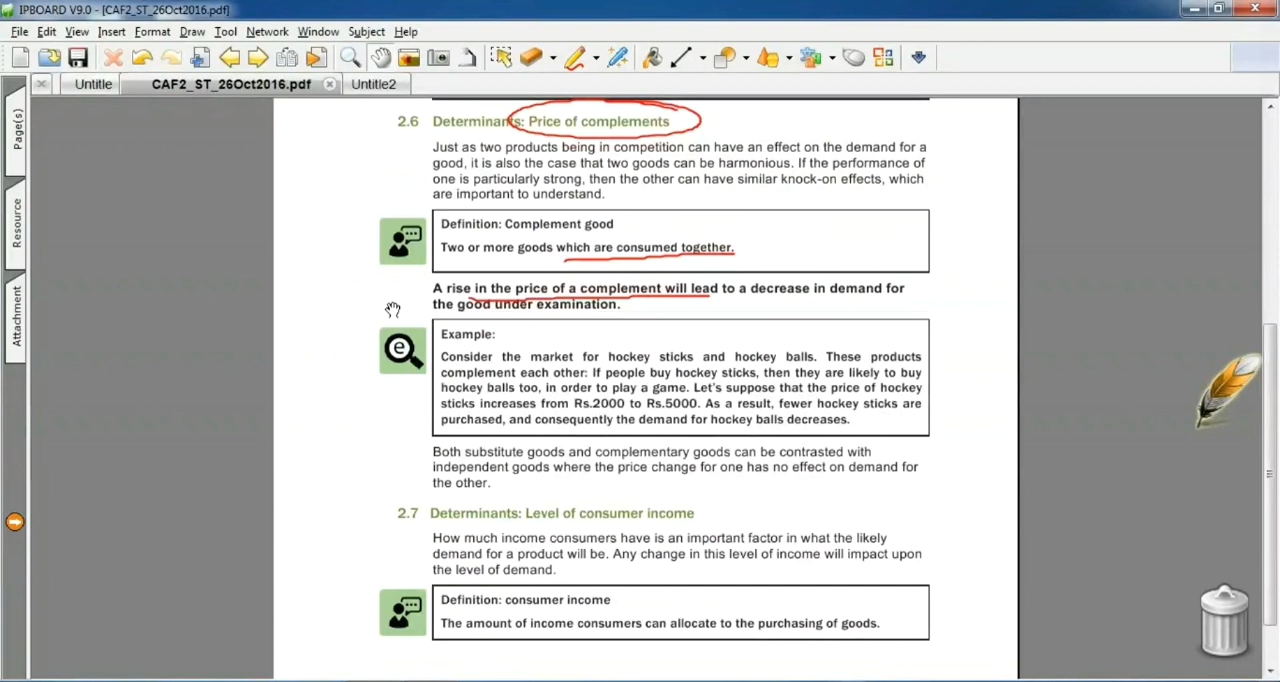 IPBOARD V9.0 - [CAF2_ST_26Oct2016.pdf]
File Edit View Insert Format Draw Tool Network Window Subject Help
Untitle CAF2_ST_26Oct2016.pdf Untitle2
Page(s)
Resource
Attachment
2.6 Determinants: Price of complements
Just as two products being in competition can have an effect on the demand for a
good, it is also the case that two goods can be harmonious. If the performance of
one is particularly strong, then the other can have similar knock-on effects, which
are important to understand.
Definition: Complement good
Two or more goods which are consumed together.
A rise in the price of a complement will lead to a decrease in demand for
the good under examination.
e
Example:
Consider the market for hockey sticks and hockey balls. These products
complement each other: If people buy hockey sticks, then they are likely to buy
hockey balls too, in order to play a game. Let's suppose that the price of hockey
sticks increases from Rs.2000 to Rs.5000. As a result, fewer hockey sticks are
purchased, and consequently the demand for hockey balls decreases.
Both substitute goods and complementary goods can be contrasted with
independent goods where the price change for one has no effect on demand for
the other.
2.7 Determinants: Level of consumer income
How much income consumers have is an important factor in what the likely
demand for a product will be. Any change in this level of income will impact upon
the level of demand.
Definition: consumer income
The amount of income consumers can allocate to the purchasing of goods.